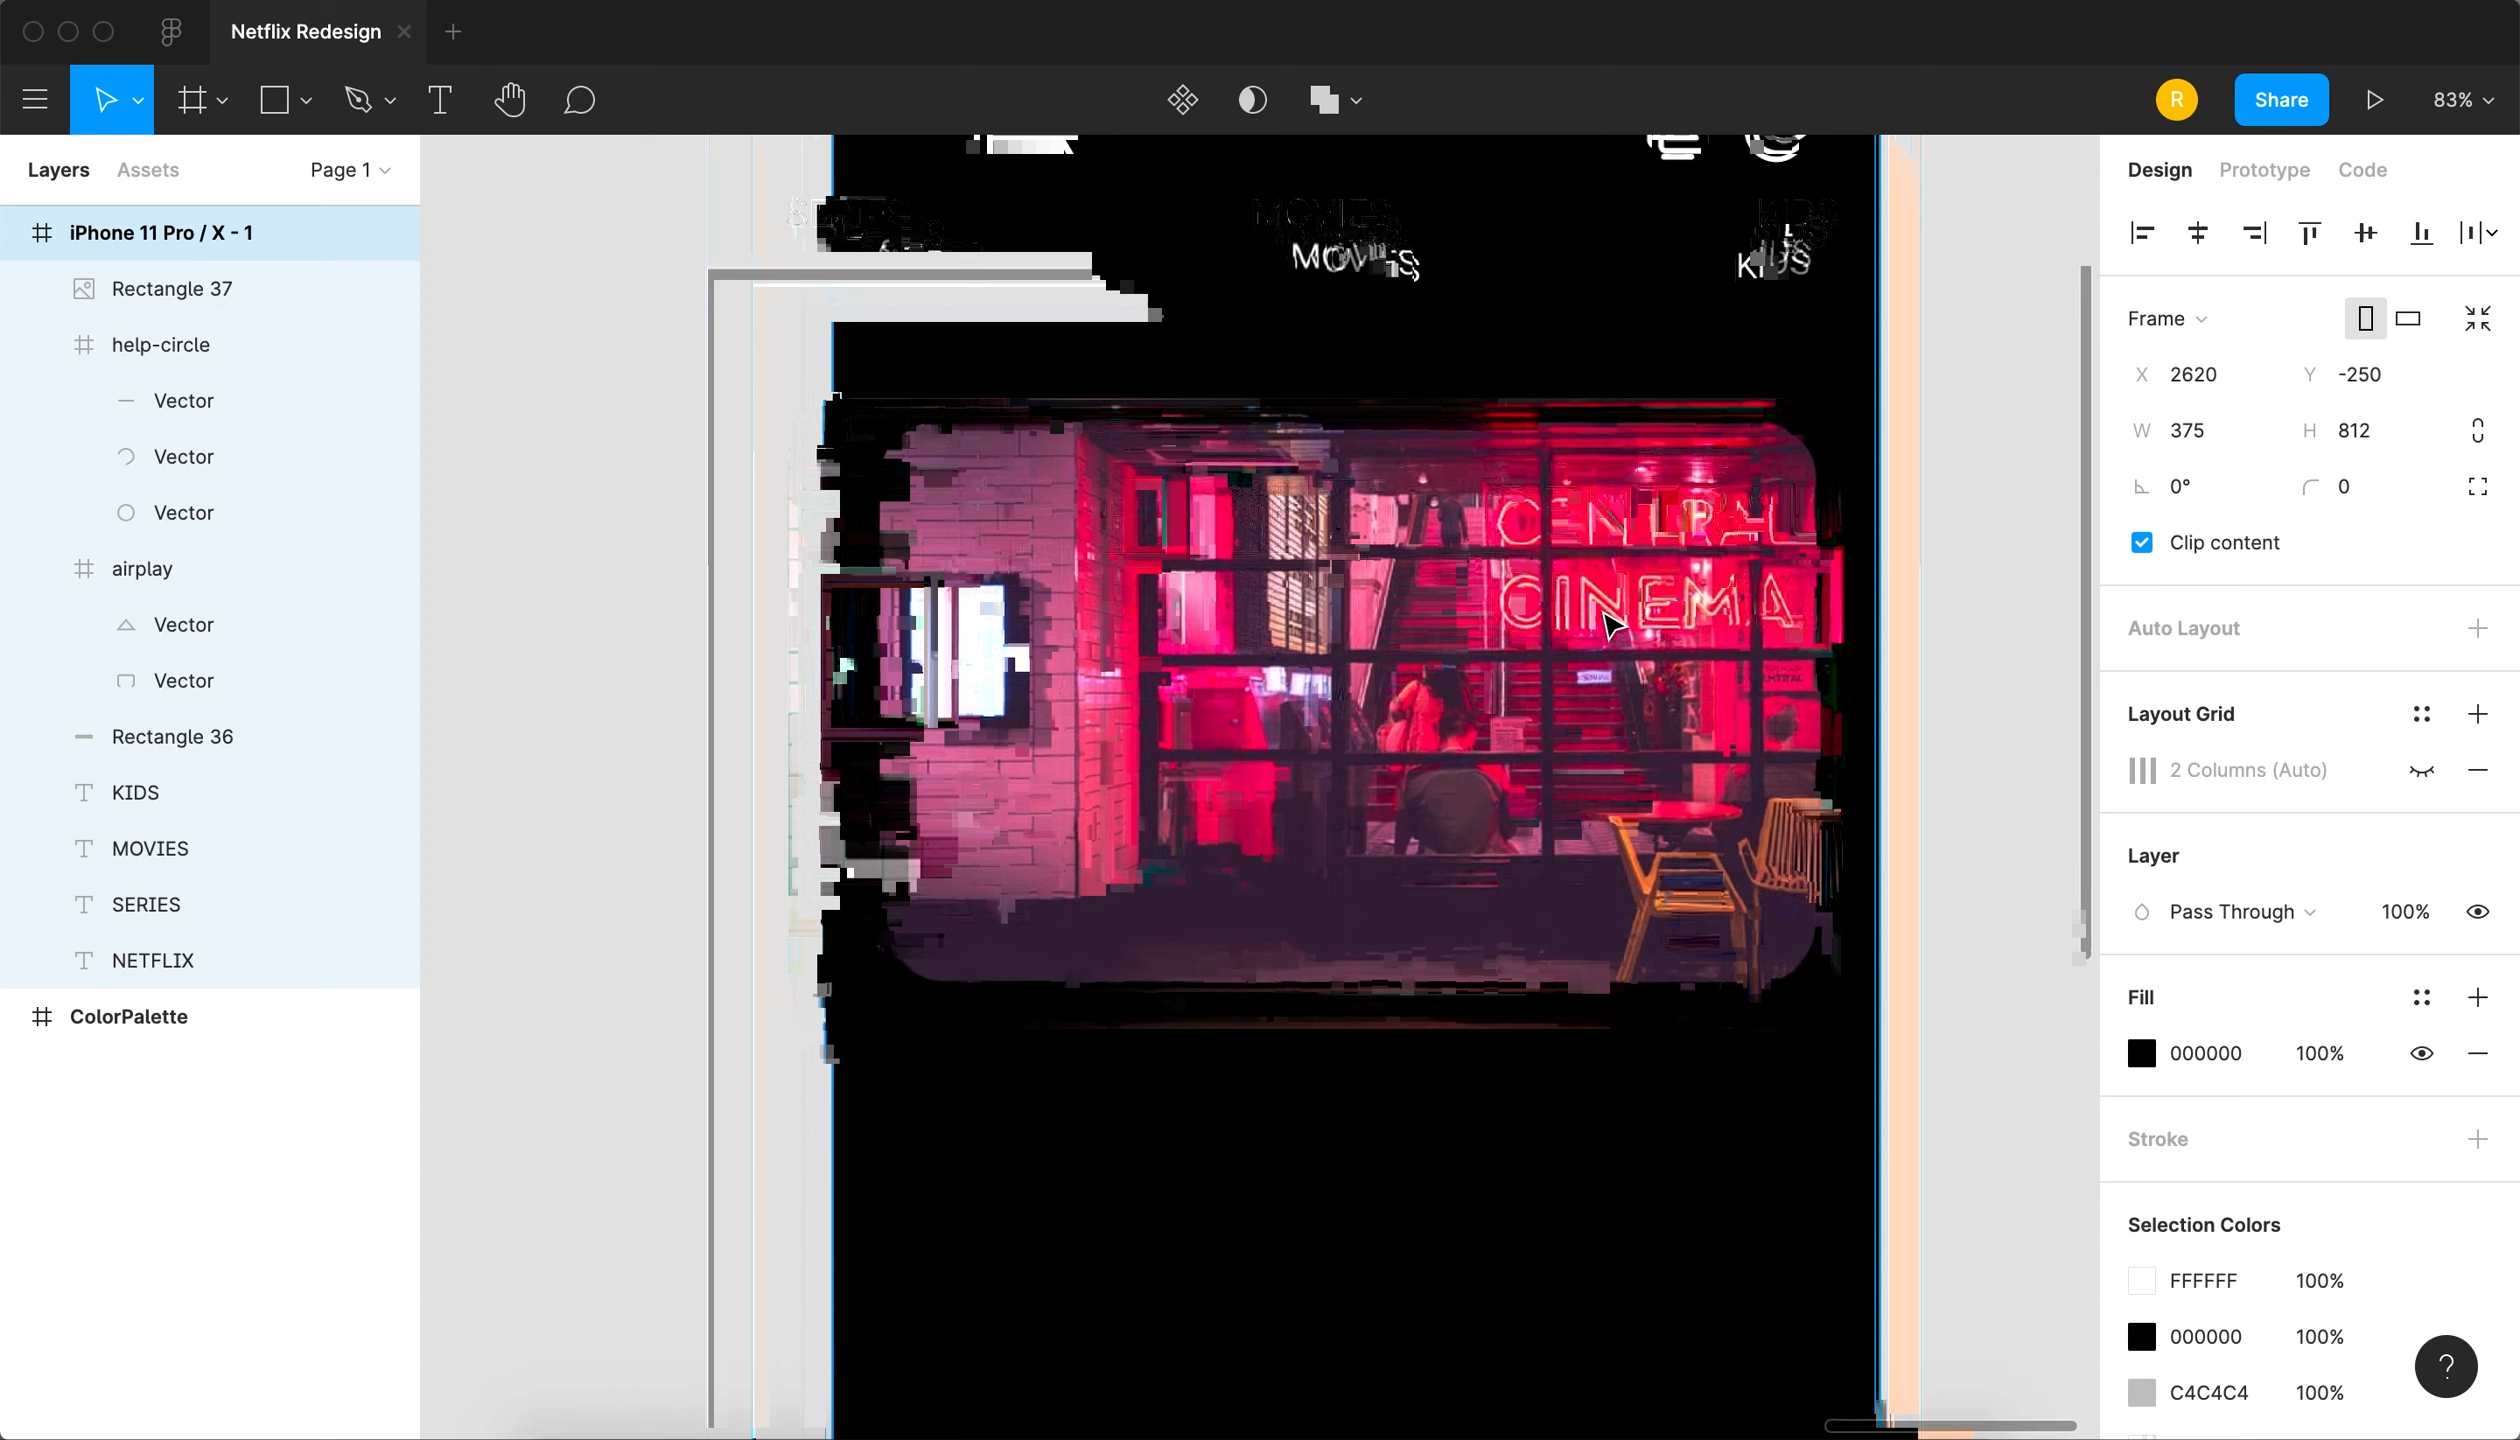 Netflix Redesign
R
Share
83%
Layers
Assets
Page 1
Design
Prototype
Code
iPhone 11 Pro / X - 1
Rectangle 37
help-circle
Vector
Vector
Vector
airplay
Vector
Vector
Rectangle 36
KIDS
MOVIES
SERIES
NETFLIX
ColorPalette
MOVIES
KIDS
CENTRAL
CINEMA
Frame
X 2620
Y -250
W 375
H 812
0°
0
Clip content
Auto Layout
Layout Grid
2 Columns (Auto)
Layer
Pass Through
100%
Fill
000000
100%
Stroke
Selection Colors
FFFFFF
100%
000000
100%
C4C4C4
100%
?